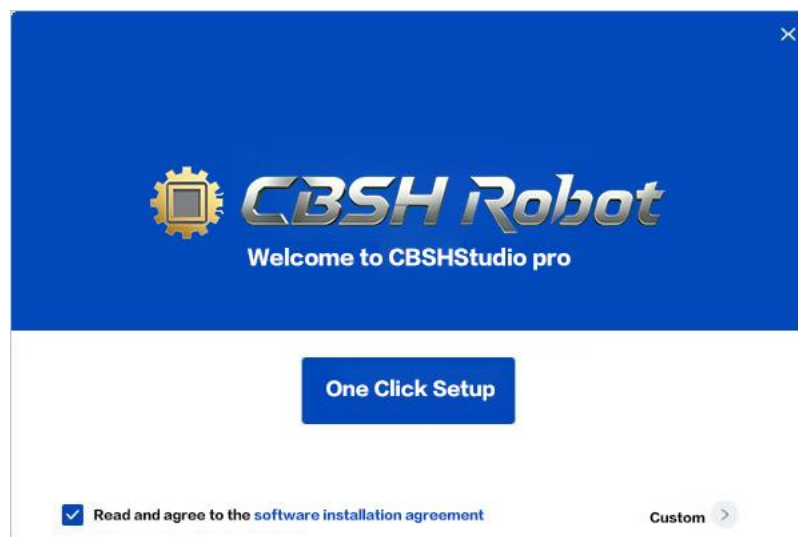 CBSH Robot
Welcome to CBSHStudio pro
One Click Setup
Read and agree to the software installation agreement
Custom